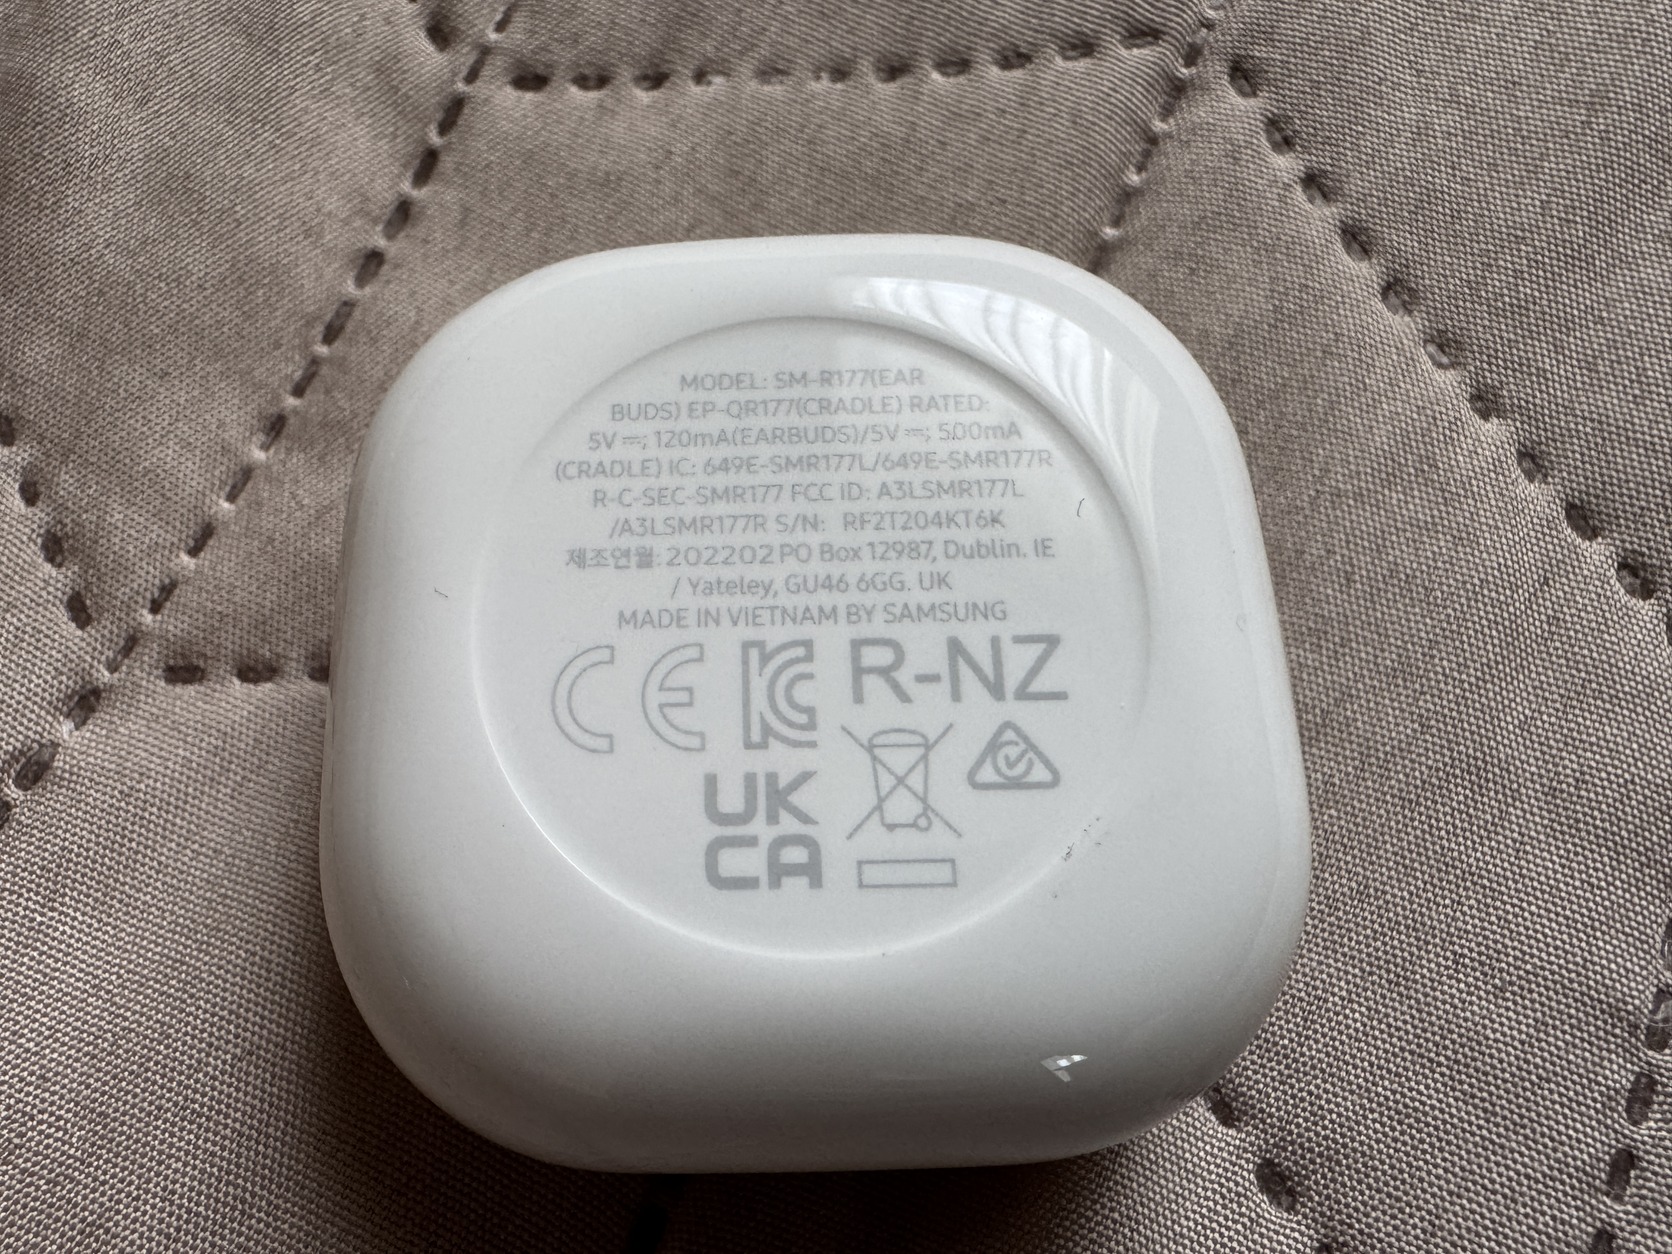 MODEL: SM-R177(EAR
BUDS) EP-QR177(CRADLE) RATED:
5V ⎓; 120mA(EARBUDS)/5V ⎓; 500mA
(CRADLE) IC: 649E-SMR177L/649E-SMR177R
R-C-SEC-SMR177 FCC ID: A3LSMR177L
/A3LSMR177R S/N: RF2T204KT6K
제조연월: 202202 PO Box 12987, Dublin. IE
/ Yateley, GU46 6GG. UK
MADE IN VIETNAM BY SAMSUNG
CE KC R-NZ
UK
CA